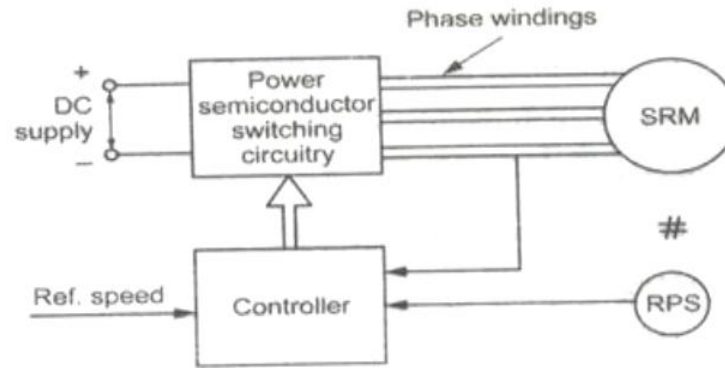 Phase windings
+
DC
supply
−
Power
semiconductor
switching
circuitry
SRM
#
Ref. speed
Controller
RPS